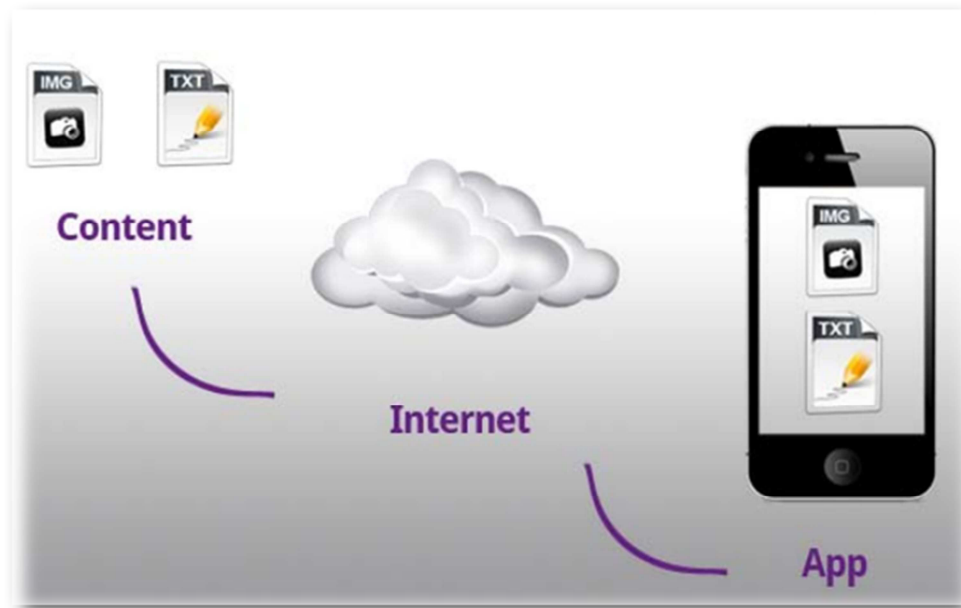 IMG
TXT
Content
Internet
IMG
TXT
App